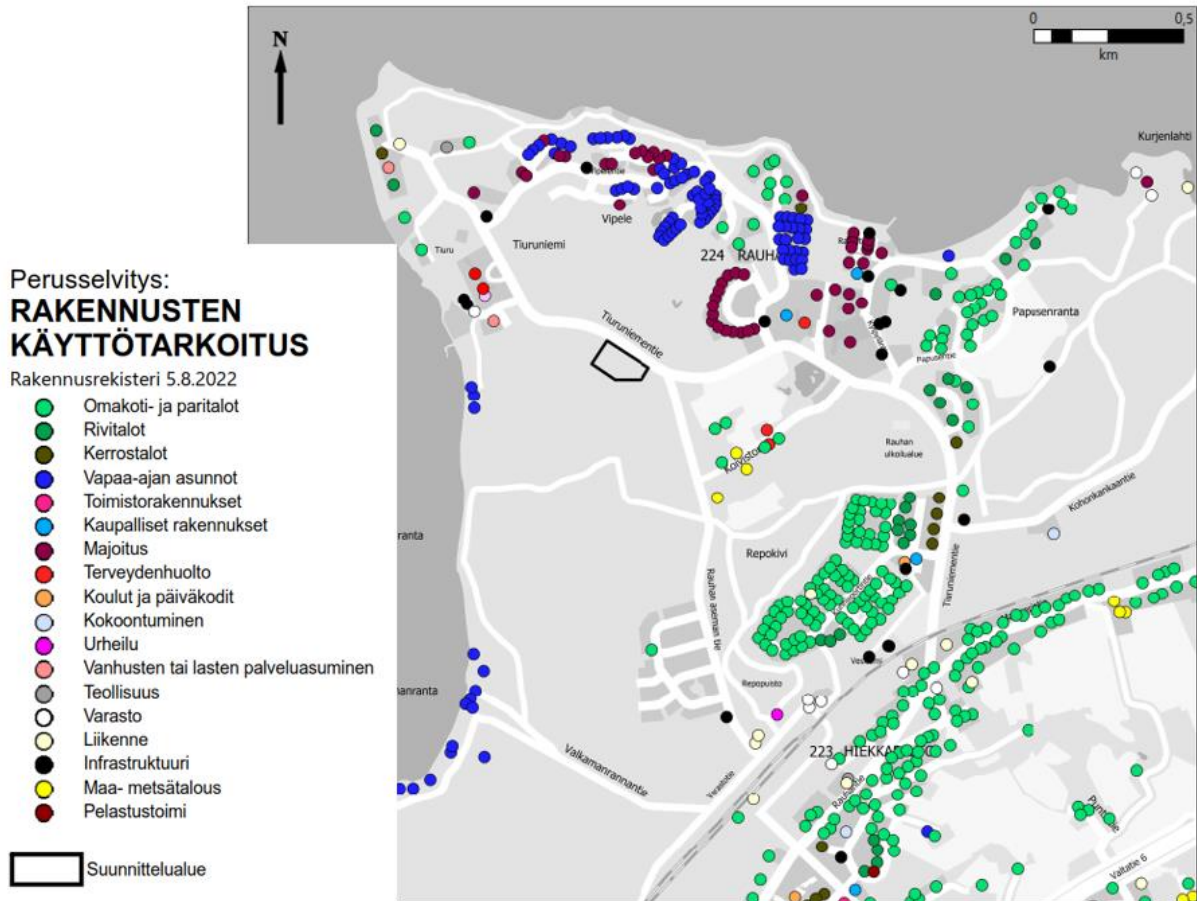 N
0
0,5
km
Kurjenlahti
Vipele
Tiuruniemi
Tiuru
224 RAUHA
Papusenranta
Tiuruniementie
Rauhan
ulkoilualue
Kohonkankaantie
Repokivi
Tiuruniementie
Rauhan aseman tie
Repopuisto
223 HIEKKA
Valkamanrannantie
Valtatie 6
Perusselvitys:
RAKENNUSTEN
KÄYTTÖTARKOITUS
Rakennusrekisteri 5.8.2022
Omakoti- ja paritalot
Rivitalot
Kerrostalot
Vapaa-ajan asunnot
Toimistorakennukset
Kaupalliset rakennukset
Majoitus
Terveydenhuolto
Koulut ja päiväkodit
Kokoontuminen
Urheilu
Vanhusten tai lasten palveluasuminen
Teollisuus
Varasto
Liikenne
Infrastruktuuri
Maa- metsätalous
Pelastustoimi
Suunnittelualue